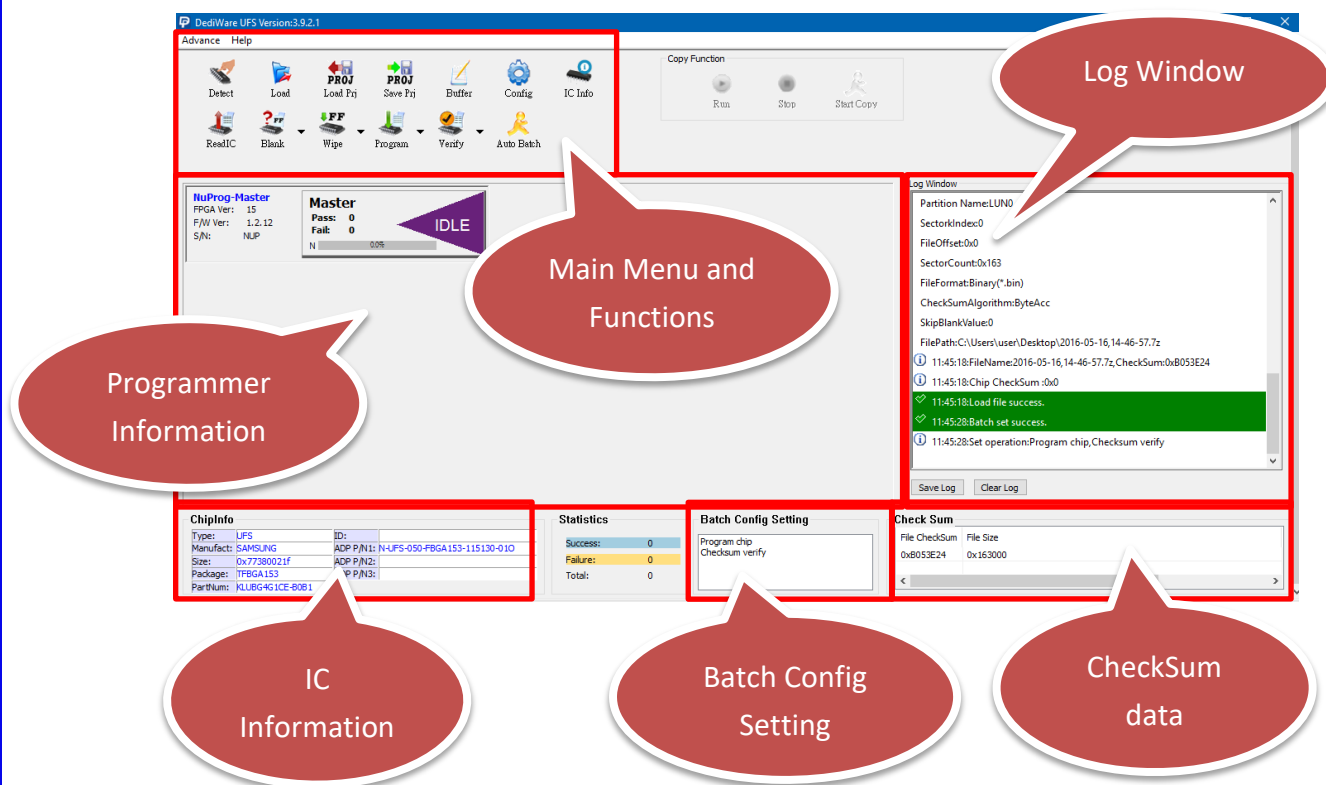 DediWare UFS Version:3.9.2.1
Advance Help
Detect Load Load Prj Save Prj Buffer Config IC Info
ReadIC Blank Wipe Program Verify Auto Batch
Copy Function
Run Stop Start Copy
Log Window
Main Menu and
Functions
NuProg-Master
FPGA Ver: 15
F/W Ver: 1.2.12
S/N: NUP
Master
Pass: 0
Fail: 0
N 0.0%
IDLE
Programmer
Information
Log Window
Partition Name:LUN0
SectorkIndex:0
FileOffset:0x0
SectorCount:0x163
FileFormat:Binary(*.bin)
CheckSumAlgorithm:ByteAcc
SkipBlankValue:0
FilePath:C:\Users\user\Desktop\2016-05-16,14-46-57.7z
11:45:18:FileName:2016-05-16,14-46-57.7z,CheckSum:0xB053E24
11:45:18:Chip CheckSum :0x0
11:45:18:Load file success.
11:45:28:Batch set success.
11:45:28:Set operation:Program chip,Checksum verify
Save Log Clear Log
ChipInfo
Type: UFS ID:
Manufact: SAMSUNG ADP P/N1: N-UFS-050-FBGA153-115130-01O
Size: 0x77380021f ADP P/N2:
Package: TFBGA153 P/N3:
PartNum: KLUBG4G1CE-B0B1
Statistics
Success: 0
Failure: 0
Total: 0
Batch Config Setting
Program chip
Checksum verify
Check Sum
File CheckSum File Size
0xB053E24 0x163000
IC
Information
Batch Config
Setting
CheckSum
data